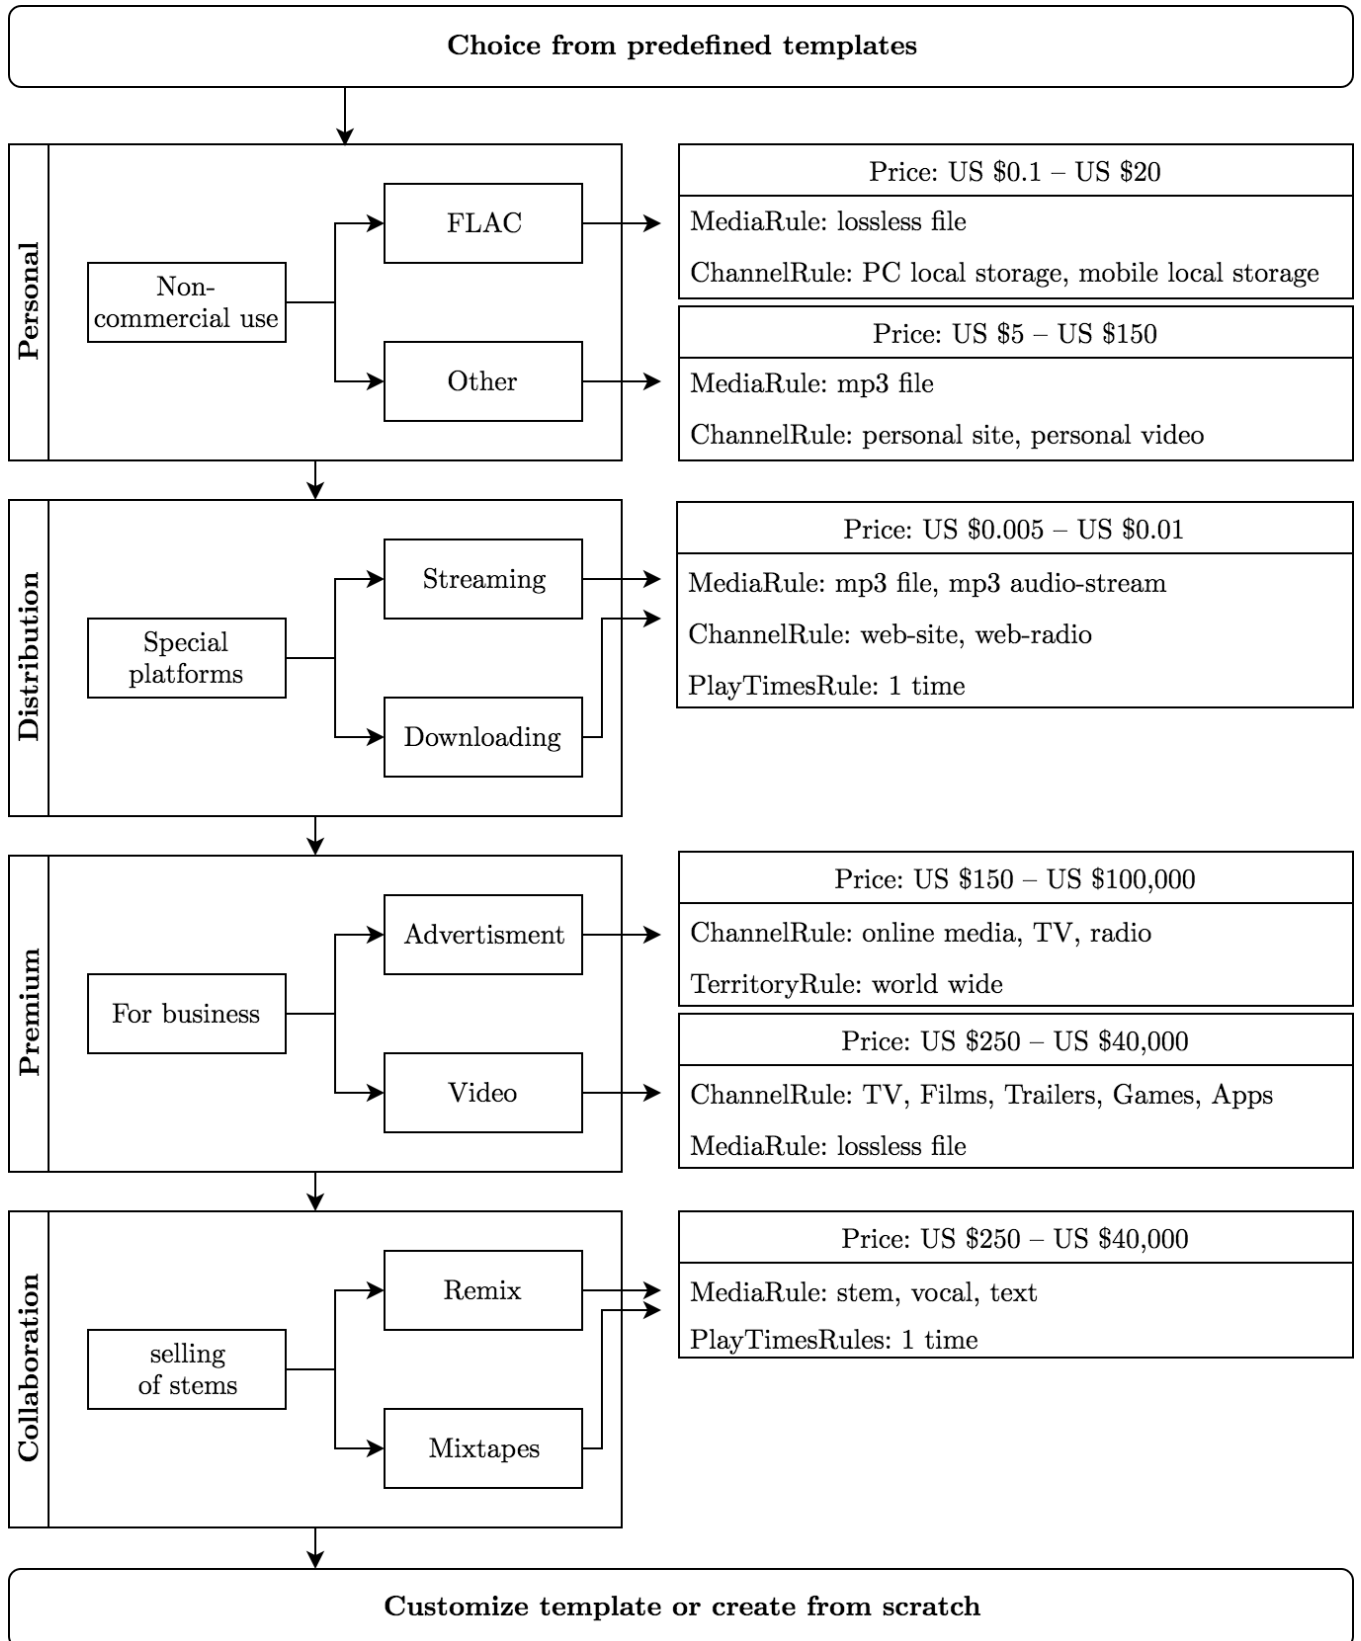 Choice from predefined templates
Personal
Non-
commercial use
FLAC
Other
Price: US $0.1 – US $20
MediaRule: lossless file
ChannelRule: PC local storage, mobile local storage
Price: US $5 – US $150
MediaRule: mp3 file
ChannelRule: personal site, personal video
Distribution
Special
platforms
Streaming
Downloading
Price: US $0.005 – US $0.01
MediaRule: mp3 file, mp3 audio-stream
ChannelRule: web-site, web-radio
PlayTimesRule: 1 time
Premium
For business
Advertisment
Video
Price: US $150 – US $100,000
ChannelRule: online media, TV, radio
TerritoryRule: world wide
Price: US $250 – US $40,000
ChannelRule: TV, Films, Trailers, Games, Apps
MediaRule: lossless file
Collaboration
selling
of stems
Remix
Mixtapes
Price: US $250 – US $40,000
MediaRule: stem, vocal, text
PlayTimesRules: 1 time
Customize template or create from scratch